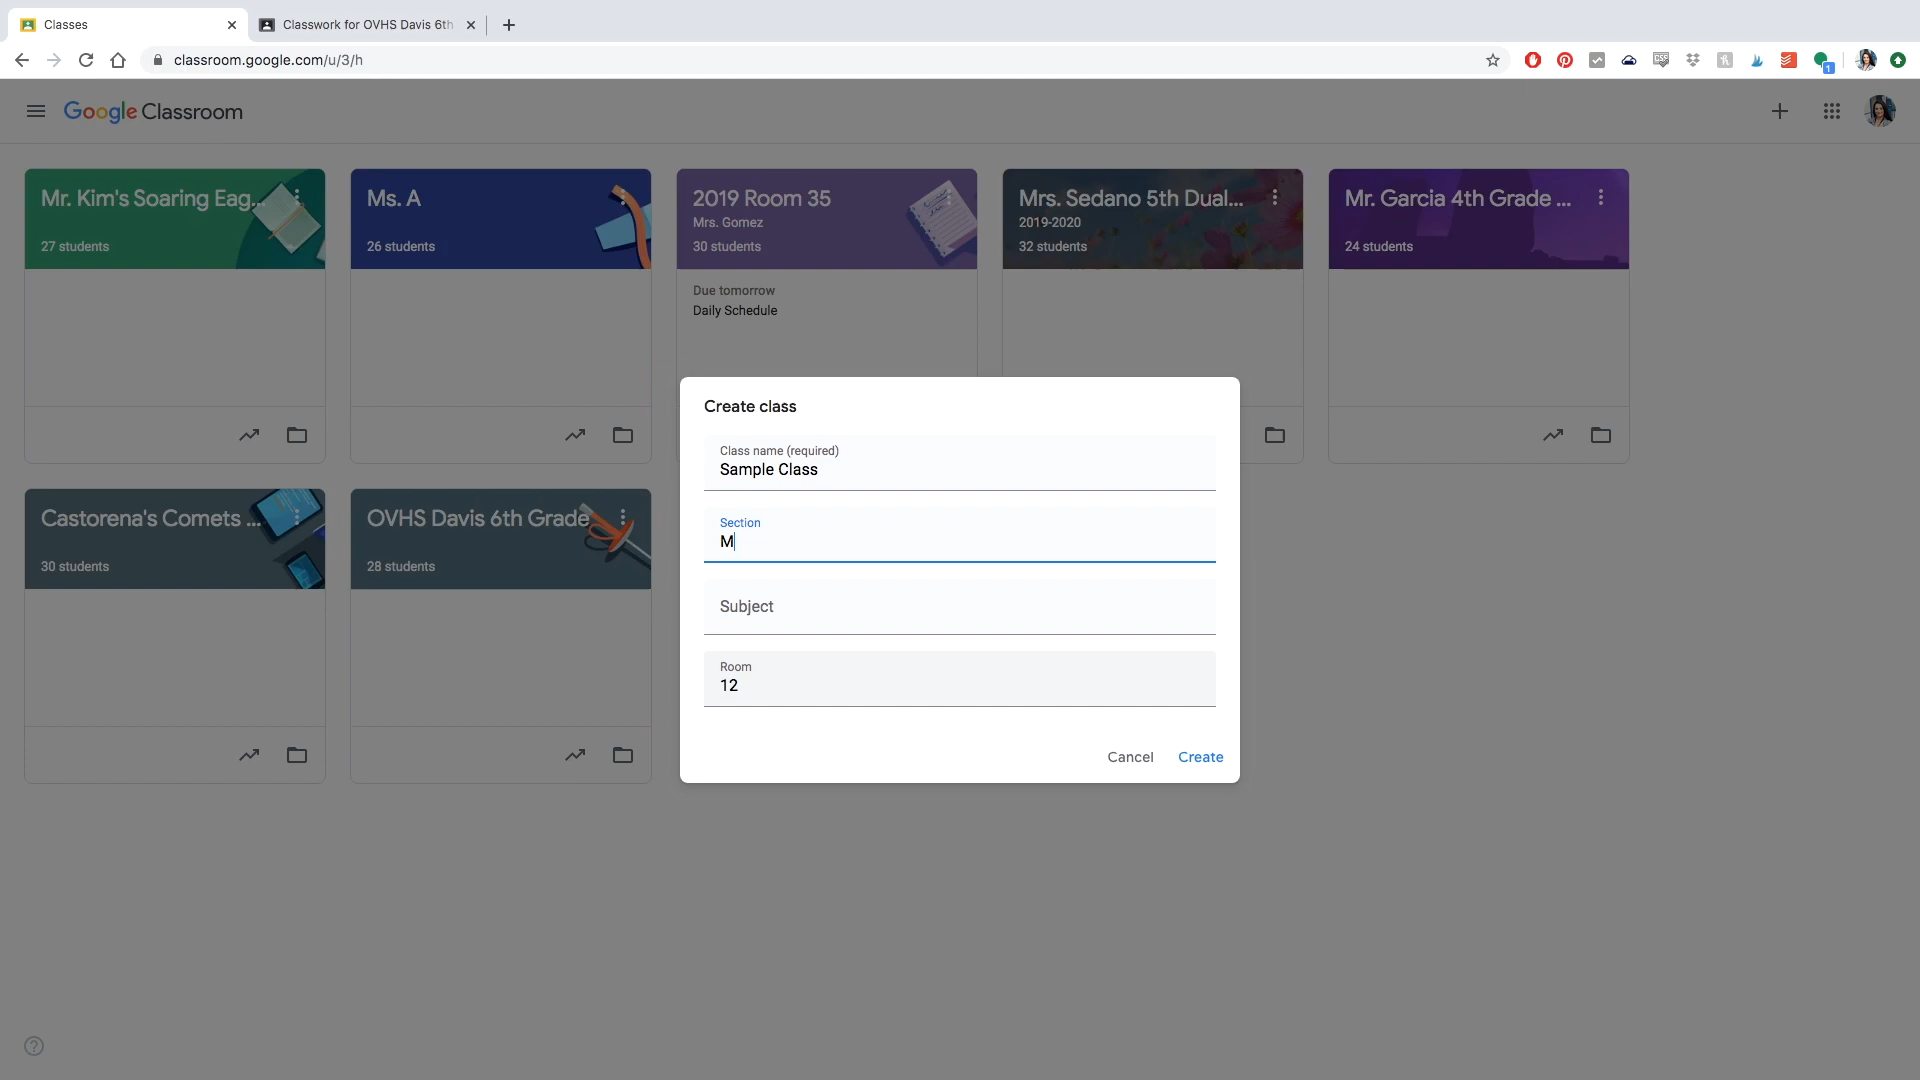 Classes
Classwork for OVHS Davis 6th
classroom.google.com/u/3/h
CSS
1
Google Classroom
Mr. Kim's Soaring Eag...
27 students
Ms. A
26 students
2019 Room 35
Mrs. Gomez
30 students
Due tomorrow
Daily Schedule
Mrs. Sedano 5th Dual...
2019-2020
32 students
Mr. Garcia 4th Grade ...
24 students
Castorena's Comets ...
30 students
OVHS Davis 6th Grade
28 students
Create class
Class name (required)
Sample Class
Section
M
Subject
Room
12
Cancel
Create